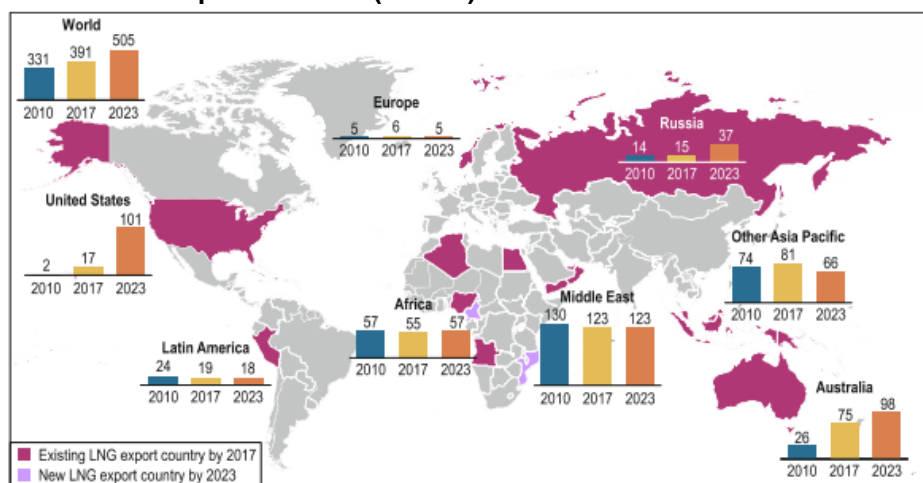 World
331 391 505
2010 2017 2023
Europe
5 6 5
2010 2017 2023
Russia
14 15 37
2010 2017 2023
United States
2 17 101
2010 2017 2023
Other Asia Pacific
74 81 66
2010 2017 2023
Africa
57 55 57
2010 2017 2023
Middle East
130 123 123
2010 2017 2023
Latin America
24 19 18
2010 2017 2023
Australia
26 75 98
2010 2017 2023
Existing LNG export country by 2017
New LNG export country by 2023